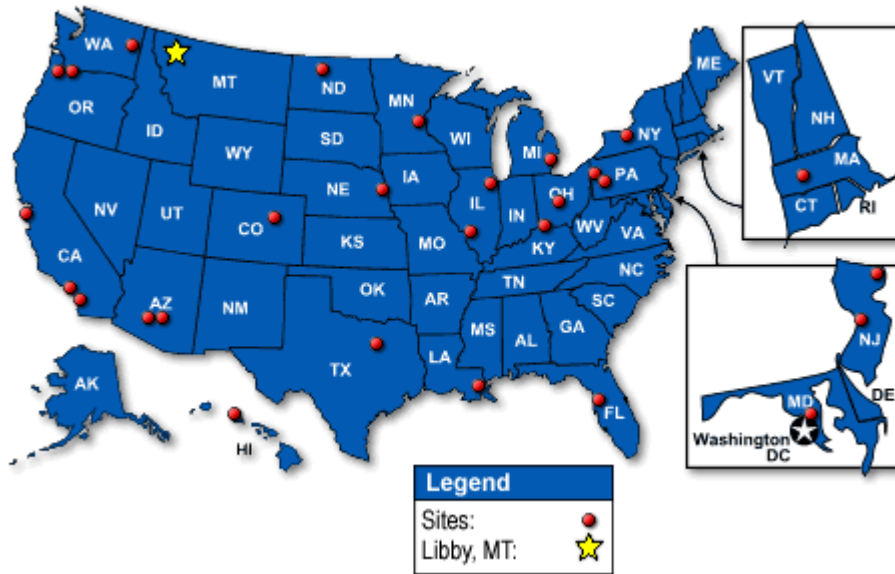 WA
MT
ND
MN
ME
VT
NH
OR
ID
WY
SD
WI
MI
NY
MA
CT
RI
NV
UT
CO
NE
IA
IL
IN
OH
PA
WV
VA
CA
KS
MO
KY
NC
TN
SC
AZ
NM
OK
AR
MS
AL
GA
TX
LA
FL
AK
HI
NJ
DE
MD
Washington
DC
Legend
Sites:
Libby, MT: